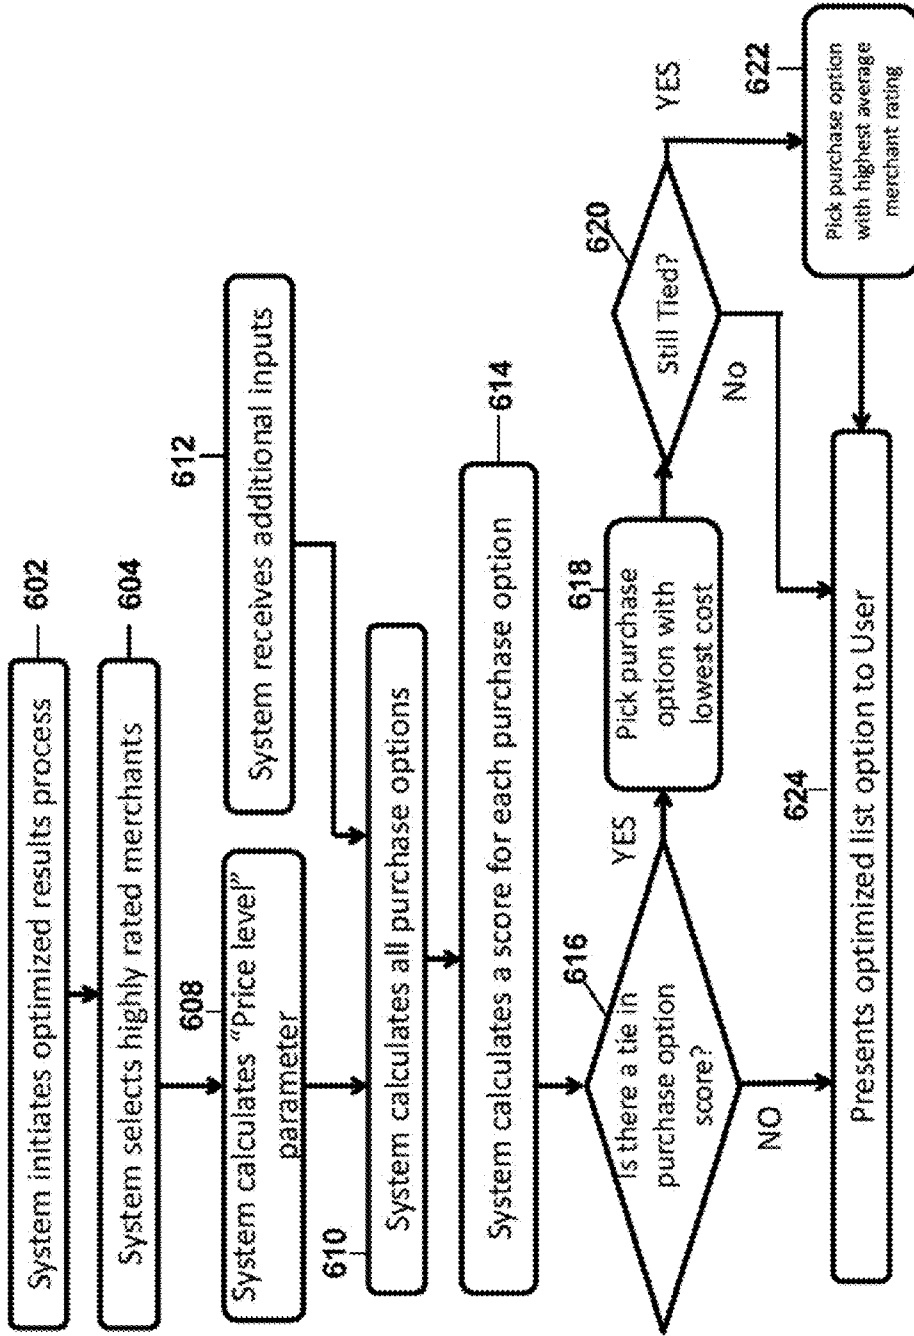 System initiates optimized results process
602
System selects highly rated merchants
604
608
System calculates “Price level”
parameter
612
System receives additional inputs
610
System calculates all purchase options
System calculates a score for each purchase option
614
616
Is there a tie in
purchase option
score?
YES
NO
618
Pick purchase
option with
lowest cost
620
Still Tied?
YES
No
622
Pick purchase option
with highest average
merchant rating
624
Presents optimized list option to User